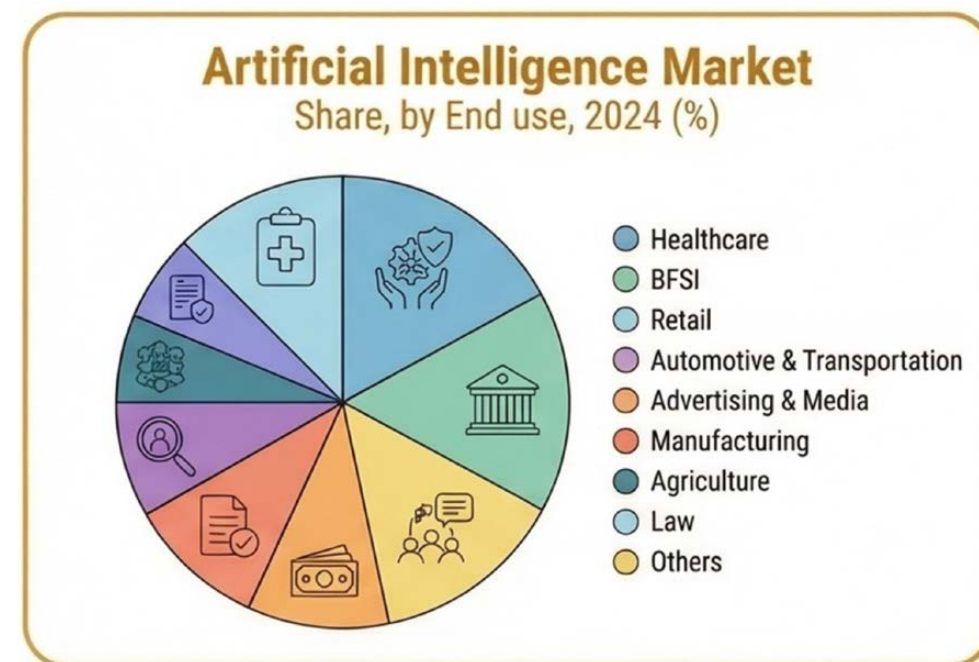 Artificial Intelligence Market
Share, by End use, 2024 (%)
Healthcare
BFSI
Retail
Automotive & Transportation
Advertising & Media
Manufacturing
Agriculture
Law
Others